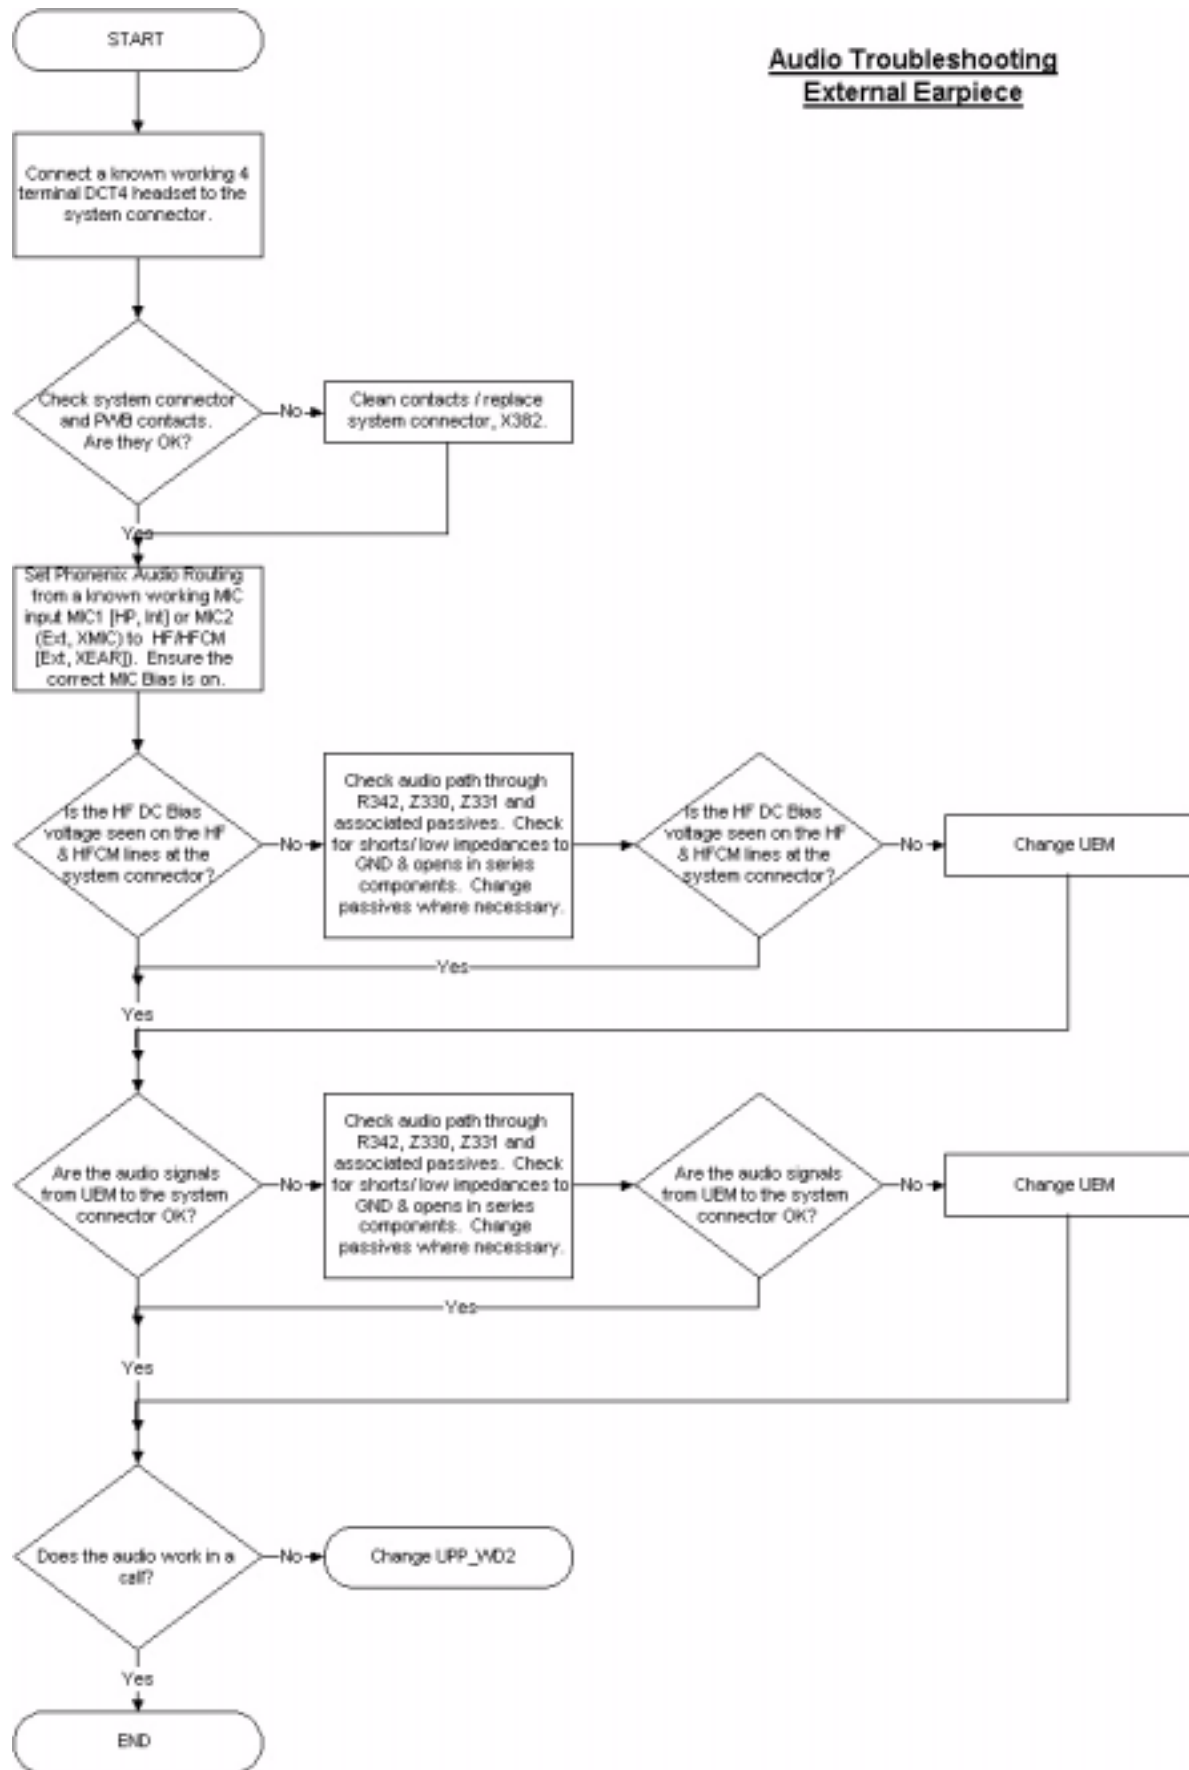 START
Audio Troubleshooting
External Earpiece
Connect a known working 4
terminal DCT4 headset to the
system connector.
Check system connector
and PWB contacts.
Are they OK?
No
Clean contacts / replace
system connector, X382.
Yes
Set Phonenix Audio Routing
from a known working MIC
input MIC1 [HP, Int] or MIC2
(Ext, XMIC) to HF/HFCM
[Ext, XEAR]). Ensure the
correct MIC Bias is on.
Is the HF DC Bias
voltage seen on the HF
& HFCM lines at the
system connector?
No
Check audio path through
R342, Z330, Z331 and
associated passives. Check
for shorts/ low impedances to
GND & opens in series
components. Change
passives where necessary.
Is the HF DC Bias
voltage seen on the HF
& HFCM lines at the
system connector?
No
Change UEM
Yes
Yes
Are the audio signals
from UEM to the system
connector OK?
No
Check audio path through
R342, Z330, Z331 and
associated passives. Check
for shorts/ low impedances to
GND & opens in series
components. Change
passives where necessary.
Are the audio signals
from UEM to the system
connector OK?
No
Change UEM
Yes
Yes
Does the audio work in a
call?
No
Change UPP_WD2
Yes
END